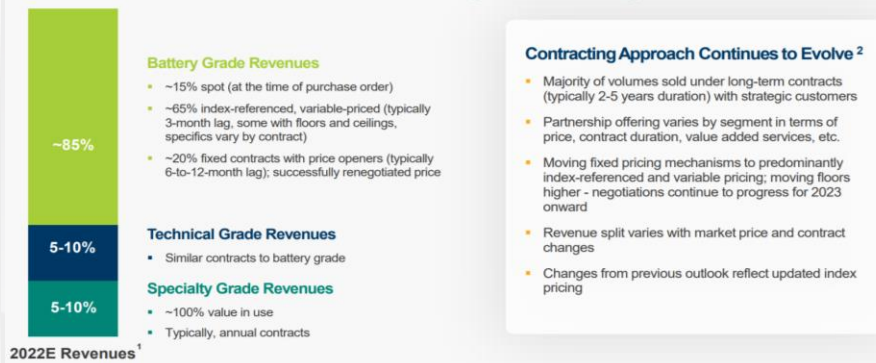 Battery Grade Revenues
▪ ~15% spot (at the time of purchase order)
▪ ~65% index-referenced, variable-priced (typically
3-month lag, some with floors and ceilings,
specifics vary by contract)
▪ ~20% fixed contracts with price openers (typically
6-to-12-month lag); successfully renegotiated price
~85%
Technical Grade Revenues
▪ Similar contracts to battery grade
5-10%
Specialty Grade Revenues
▪ ~100% value in use
▪ Typically, annual contracts
5-10%
2022E Revenues¹
Contracting Approach Continues to Evolve ²
▪ Majority of volumes sold under long-term contracts
(typically 2-5 years duration) with strategic customers
▪ Partnership offering varies by segment in terms of
price, contract duration, value added services, etc.
▪ Moving fixed pricing mechanisms to predominantly
index-referenced and variable pricing; moving floors
higher - negotiations continue to progress for 2023
onward
▪ Revenue split varies with market price and contract
changes
▪ Changes from previous outlook reflect updated index
pricing